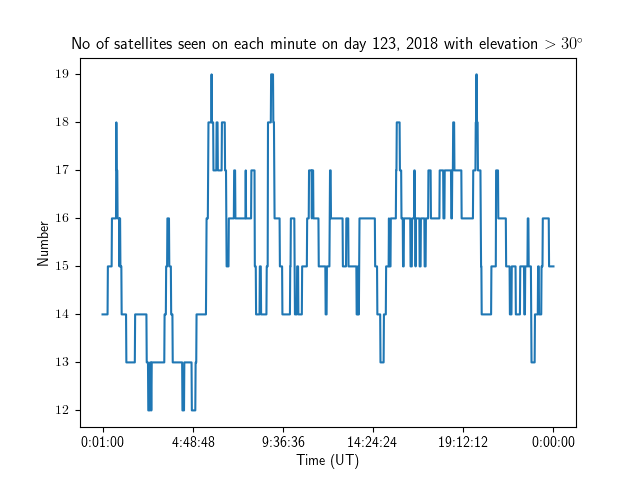 No of satellites seen on each minute on day 123, 2018 with elevation > 30°
19
18
17
16
15
14
13
12
Number
0:01:00 4:48:48 9:36:36 14:24:24 19:12:12 0:00:00
Time (UT)